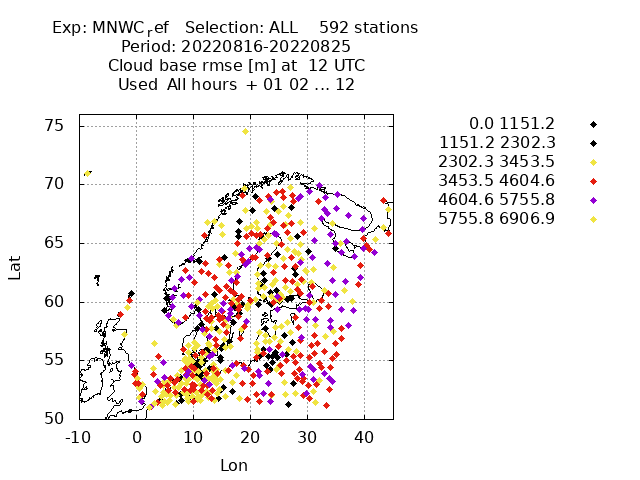 Exp: MNWCref   Selection: ALL    592 stations
Period: 20220816-20220825
Cloud base rmse [m] at  12 UTC
Used  All hours  + 01 02 ... 12
0.0 1151.2
1151.2 2302.3
2302.3 3453.5
3453.5 4604.6
4604.6 5755.8
5755.8 6906.9
75
70
65
60
55
50
Lat
-10 0 10 20 30 40
Lon